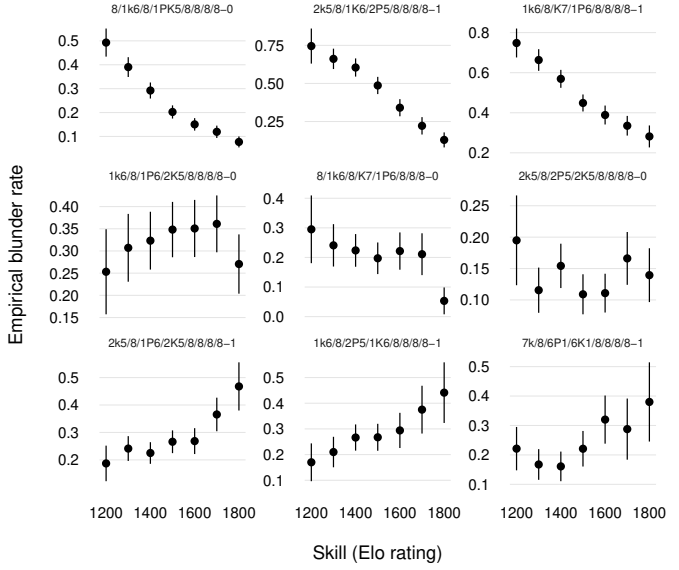 8/1k6/8/1PK5/8/8/8/8−0
2k5/8/1K6/2P5/8/8/8/8−1
1k6/8/K7/1P6/8/8/8/8−1
0.5
0.4
0.3
0.2
0.1
0.75
0.50
0.25
0.8
0.6
0.4
0.2
1k6/8/1P6/2K5/8/8/8/8−0
8/1k6/8/K7/1P6/8/8/8−0
2k5/8/2P5/2K5/8/8/8/8−0
0.40
0.35
0.30
0.25
0.20
0.15
0.4
0.3
0.2
0.1
0.0
0.25
0.20
0.15
0.10
Empirical blunder rate
2k5/8/1P6/2K5/8/8/8/8−1
1k6/8/2P5/1K6/8/8/8/8−1
7k/8/6P1/6K1/8/8/8/8−1
0.5
0.4
0.3
0.2
0.5
0.4
0.3
0.2
0.1
0.5
0.4
0.3
0.2
0.1
1200 1400 1600 1800
1200 1400 1600 1800
1200 1400 1600 1800
Skill (Elo rating)